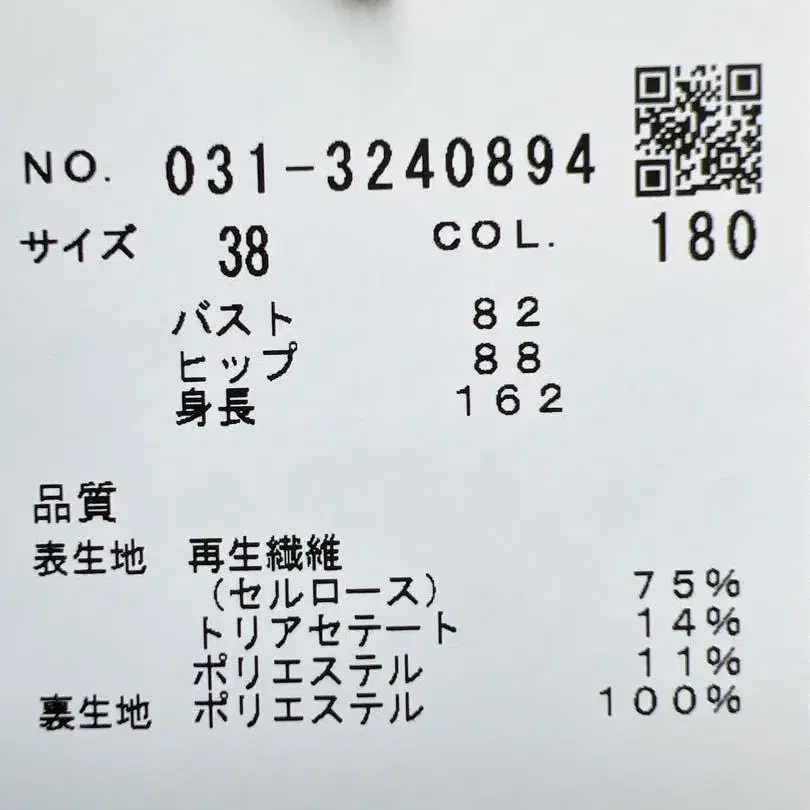 NO. 031-3240894
サイズ 38 COL. 180
バスト 82
ヒップ 88
身長 162
品質
表生地 再生繊維
(セルロース) 75%
トリアセテート 14%
ポリエステル 11%
裏生地 ポリエステル 100%